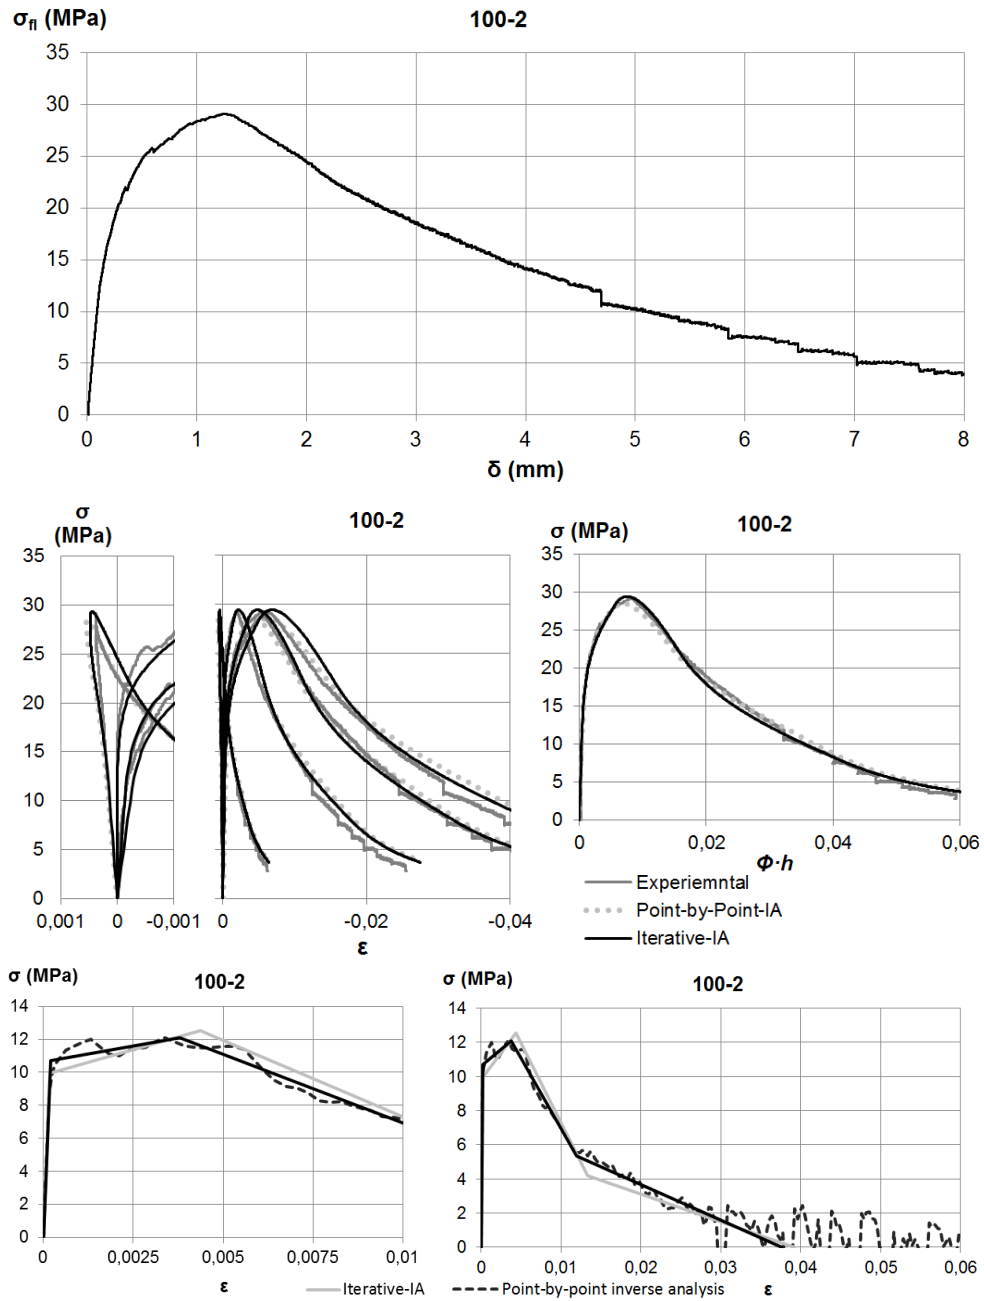 σfl (MPa)
100-2
35
30
25
20
15
10
5
0
0 1 2 3 4 5 6 7 8
δ (mm)
σ
(MPa)
100-2
35
30
25
20
15
10
5
0
0,001 0 -0,001
0 -0,02 -0,04
ε
σ (MPa)
100-2
35
30
25
20
15
10
5
0
0 0,02 0,04 0,06
Φ·h
Experiemntal
Point-by-Point-IA
Iterative-IA
σ (MPa)
100-2
14
12
10
8
6
4
2
0
0 0,0025 0,005 0,0075 0,01
ε
σ (MPa)
100-2
14
12
10
8
6
4
2
0
0 0,01 0,02 0,03 0,04 0,05 0,06
ε
Iterative-IA
Point-by-point inverse analysis